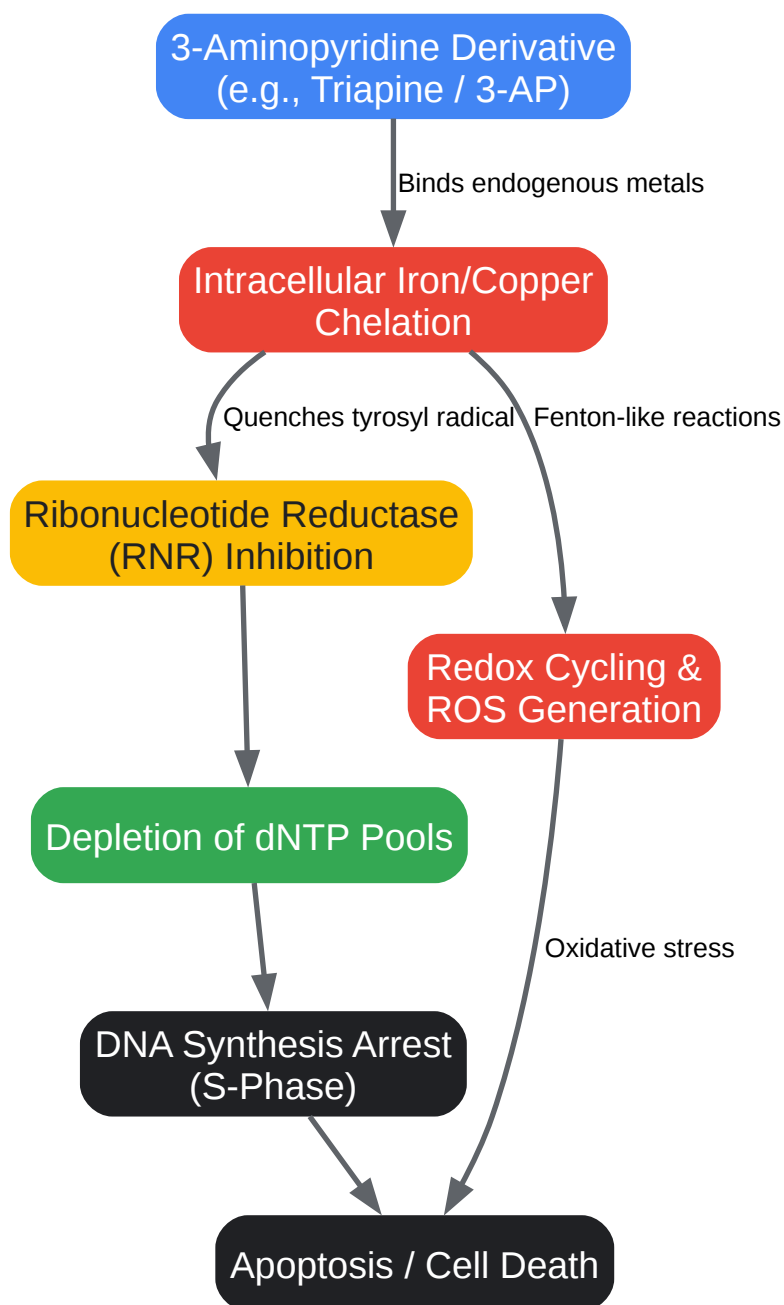 3-Aminopyridine Derivative
(e.g., Triapine / 3-AP)
Binds endogenous metals
Intracellular Iron/Copper
Chelation
Quenches tyrosyl radical
Fenton-like reactions
Ribonucleotide Reductase
(RNR) Inhibition
Redox Cycling &
ROS Generation
Depletion of dNTP Pools
Oxidative stress
DNA Synthesis Arrest
(S-Phase)
Apoptosis / Cell Death